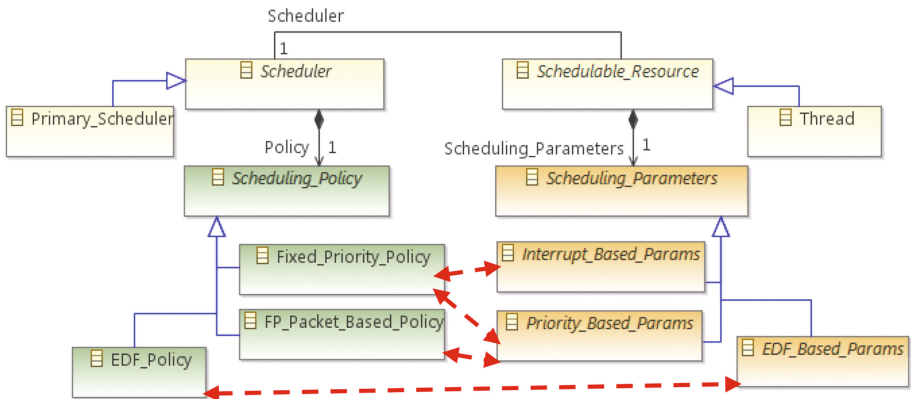 Scheduler
1
Scheduler
Schedulable_Resource
Primary_Scheduler
Thread
Policy
1
Scheduling_Parameters
1
Scheduling_Policy
Scheduling_Parameters
Fixed_Priority_Policy
Interrupt_Based_Params
FP_Packet_Based_Policy
Priority_Based_Params
EDF_Policy
EDF_Based_Params